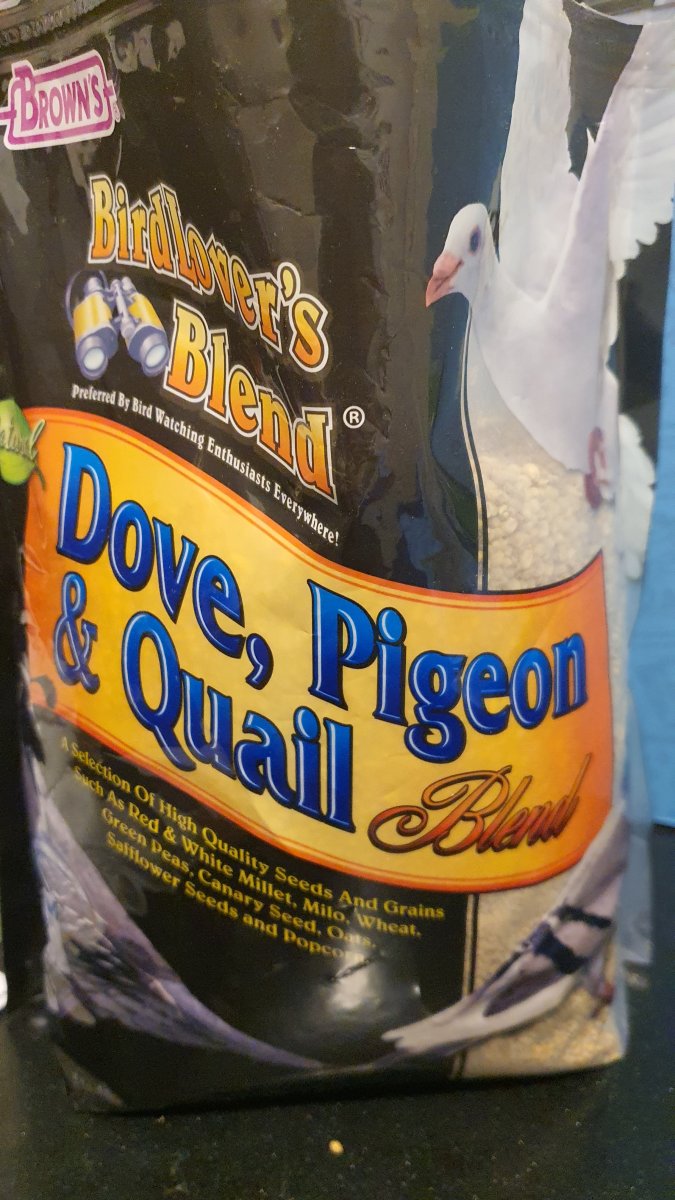 BROWN'S
BirdLover's
Blend®
Preferred By Bird Watching Enthusiasts Everywhere!
Dove, Pigeon
& Quail
Blend
A Selection Of High Quality Seeds And Grains
Such As Red & White Millet, Milo, Wheat,
Green Peas, Canary Seed, Oats,
Safflower Seeds and Popcorn